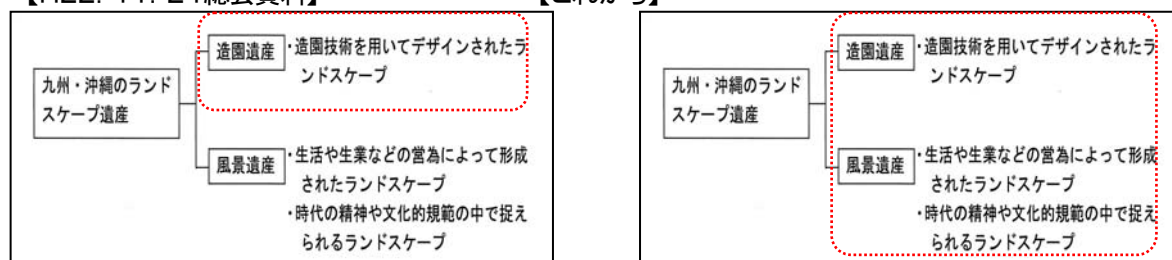 【H22.11.24総会資料】
【これから】
造園遺産
・造園技術を用いてデザインされたラ
ンドスケープ
九州・沖縄のランド
スケープ遺産
風景遺産
・生活や生業などの営為によって形成
されたランドスケープ
・時代の精神や文化的規範の中で捉え
られるランドスケープ
造園遺産
・造園技術を用いてデザインされたラ
ンドスケープ
九州・沖縄のランド
スケープ遺産
風景遺産
・生活や生業などの営為によって形成
されたランドスケープ
・時代の精神や文化的規範の中で捉え
られるランドスケープ